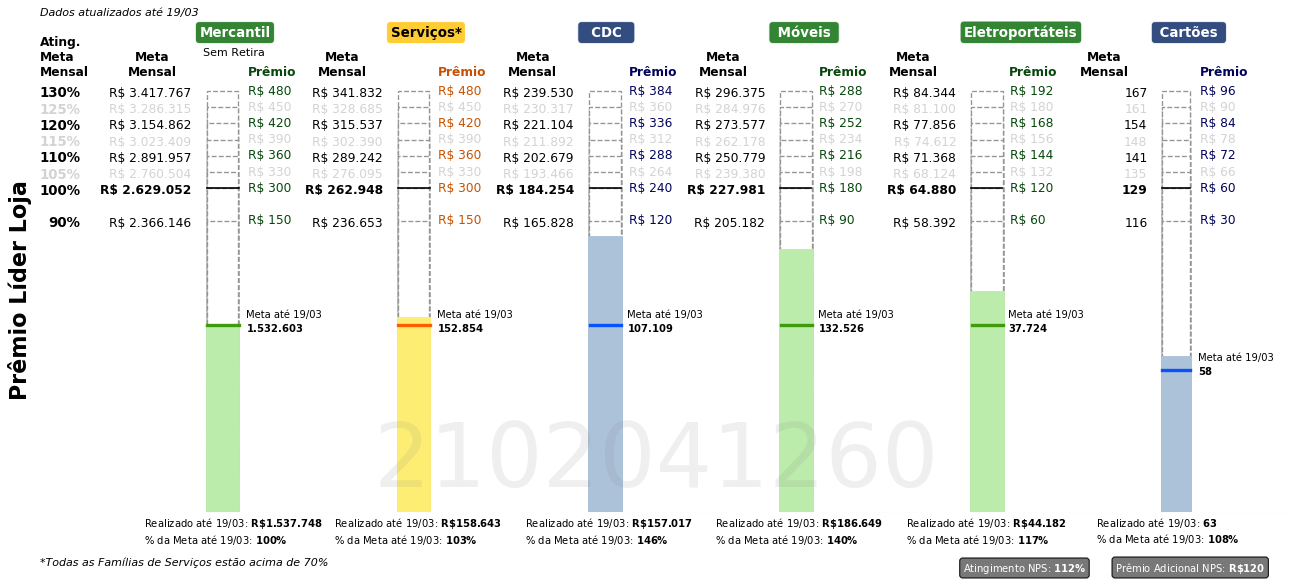 Dados atualizados até 19/03
Mercantil Serviços* CDC Móveis Eletroportáteis Cartões
Sem Retira
Ating. Meta Mensal
Meta Mensal Prêmio Meta Mensal Prêmio Meta Mensal Prêmio Meta Mensal Prêmio Meta Mensal Prêmio Meta Mensal Prêmio
130% R$ 3.417.767 R$ 480 R$ 341.832 R$ 480 R$ 239.530 R$ 384 R$ 296.375 R$ 288 R$ 84.344 R$ 192 167 R$ 96
125% R$ 3.286.315 R$ 450 R$ 328.685 R$ 450 R$ 230.317 R$ 360 R$ 284.976 R$ 270 R$ 81.100 R$ 180 161 R$ 90
120% R$ 3.154.862 R$ 420 R$ 315.537 R$ 420 R$ 221.104 R$ 336 R$ 273.577 R$ 252 R$ 77.856 R$ 168 154 R$ 84
115% R$ 3.023.409 R$ 390 R$ 302.390 R$ 390 R$ 211.892 R$ 312 R$ 262.178 R$ 234 R$ 74.612 R$ 156 148 R$ 78
110% R$ 2.891.957 R$ 360 R$ 289.242 R$ 360 R$ 202.679 R$ 288 R$ 250.779 R$ 216 R$ 71.368 R$ 144 141 R$ 72
105% R$ 2.760.504 R$ 330 R$ 276.095 R$ 330 R$ 193.466 R$ 264 R$ 239.380 R$ 198 R$ 68.124 R$ 132 135 R$ 66
100% R$ 2.629.052 R$ 300 R$ 262.948 R$ 300 R$ 184.254 R$ 240 R$ 227.981 R$ 180 R$ 64.880 R$ 120 129 R$ 60
90% R$ 2.366.146 R$ 150 R$ 236.653 R$ 150 R$ 165.828 R$ 120 R$ 205.182 R$ 90 R$ 58.392 R$ 60 116 R$ 30
Prêmio Líder Loja
Meta até 19/03 Meta até 19/03 Meta até 19/03 Meta até 19/03 Meta até 19/03
1.532.603 152.854 107.109 132.526 37.724
Meta até 19/03
58
2102041260
Realizado até 19/03: R$1.537.748 Realizado até 19/03: R$158.643 Realizado até 19/03: R$157.017 Realizado até 19/03: R$186.649 Realizado até 19/03: R$44.182 Realizado até 19/03: 63
% da Meta até 19/03: 100% % da Meta até 19/03: 103% % da Meta até 19/03: 146% % da Meta até 19/03: 140% % da Meta até 19/03: 117% % da Meta até 19/03: 108%
*Todas as Famílias de Serviços estão acima de 70%
Atingimento NPS: 112% Prêmio Adicional NPS: R$120